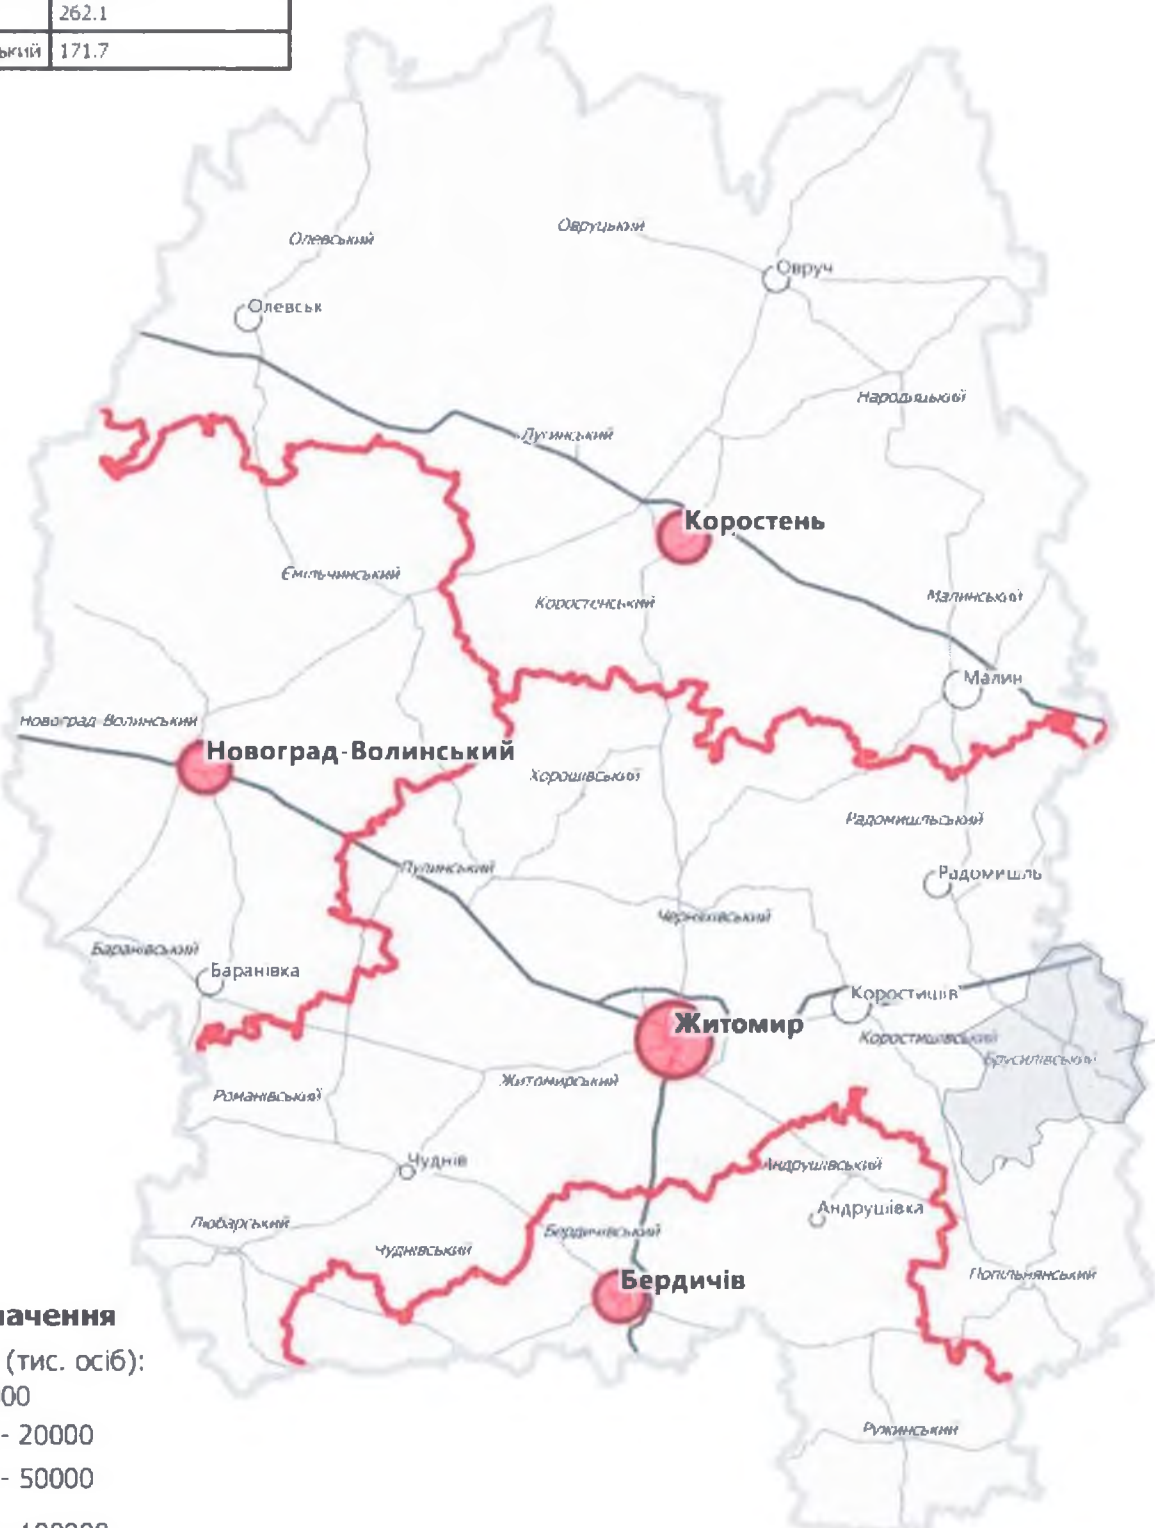 262.1
ький 171.7
Олевський
Овруцький
Овруч
Олевськ
Народицький
Лугинський
Коростень
Ємільчинський
Коростенський
Малинський
Малин
Новоград-Волинський
Новоград-Волинський
Хорошівський
Радомишльський
Пулинський
Радомишль
Черняхівський
Баранівський
Баранівка
Коростишів
Житомир
Коростишівський
Брусилівський
Житомирський
Романівський
Чуднів
Андрушівський
Андрушівка
Любарський
Бердичівський
Чуднівський
Попільнянський
Бердичів
начення
(тис. осіб):
00
- 20000
- 50000
- 100000
Ружинський